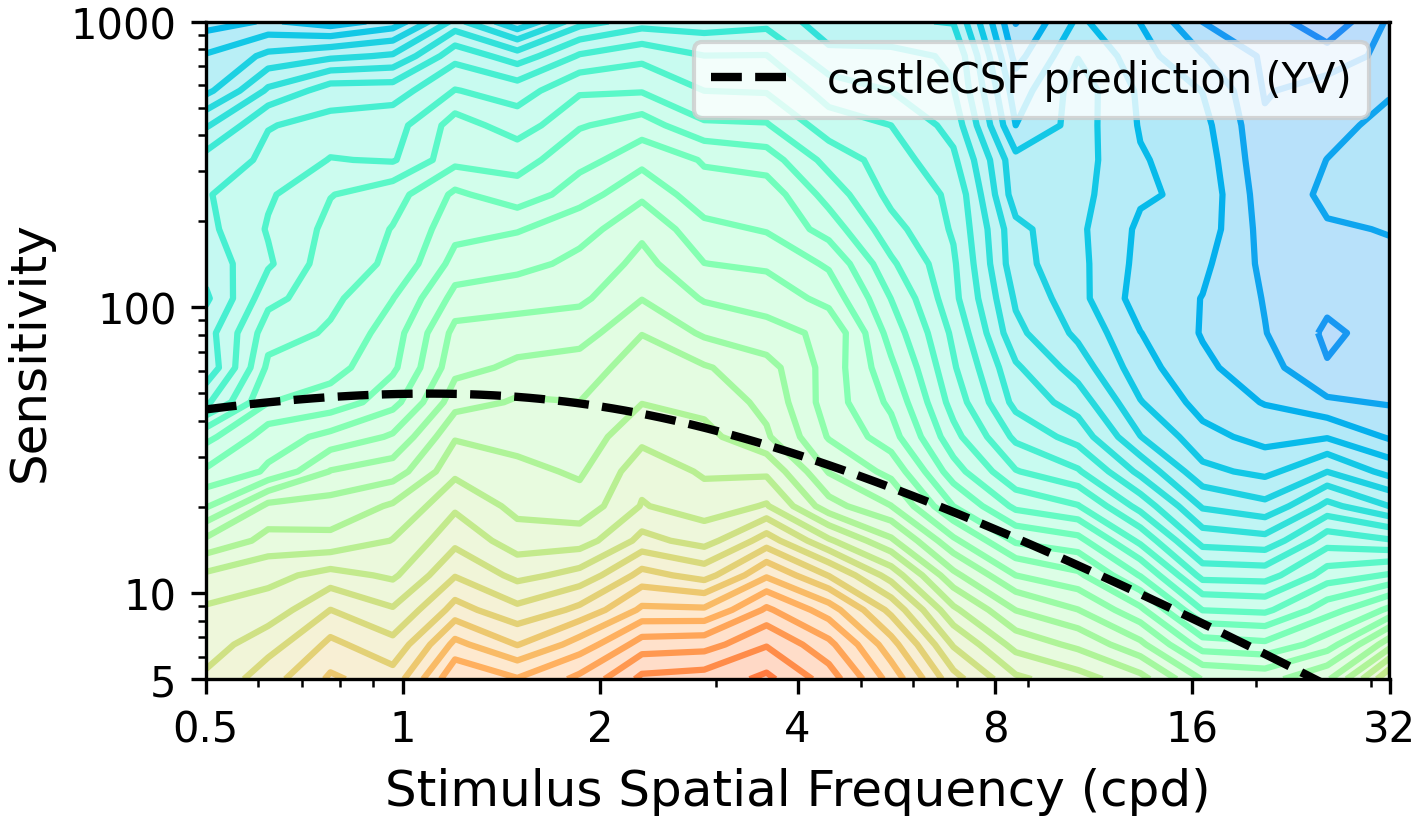 1000
100
10
5
Sensitivity
castleCSF prediction (YV)
0.5 1 2 4 8 16 32
Stimulus Spatial Frequency (cpd)